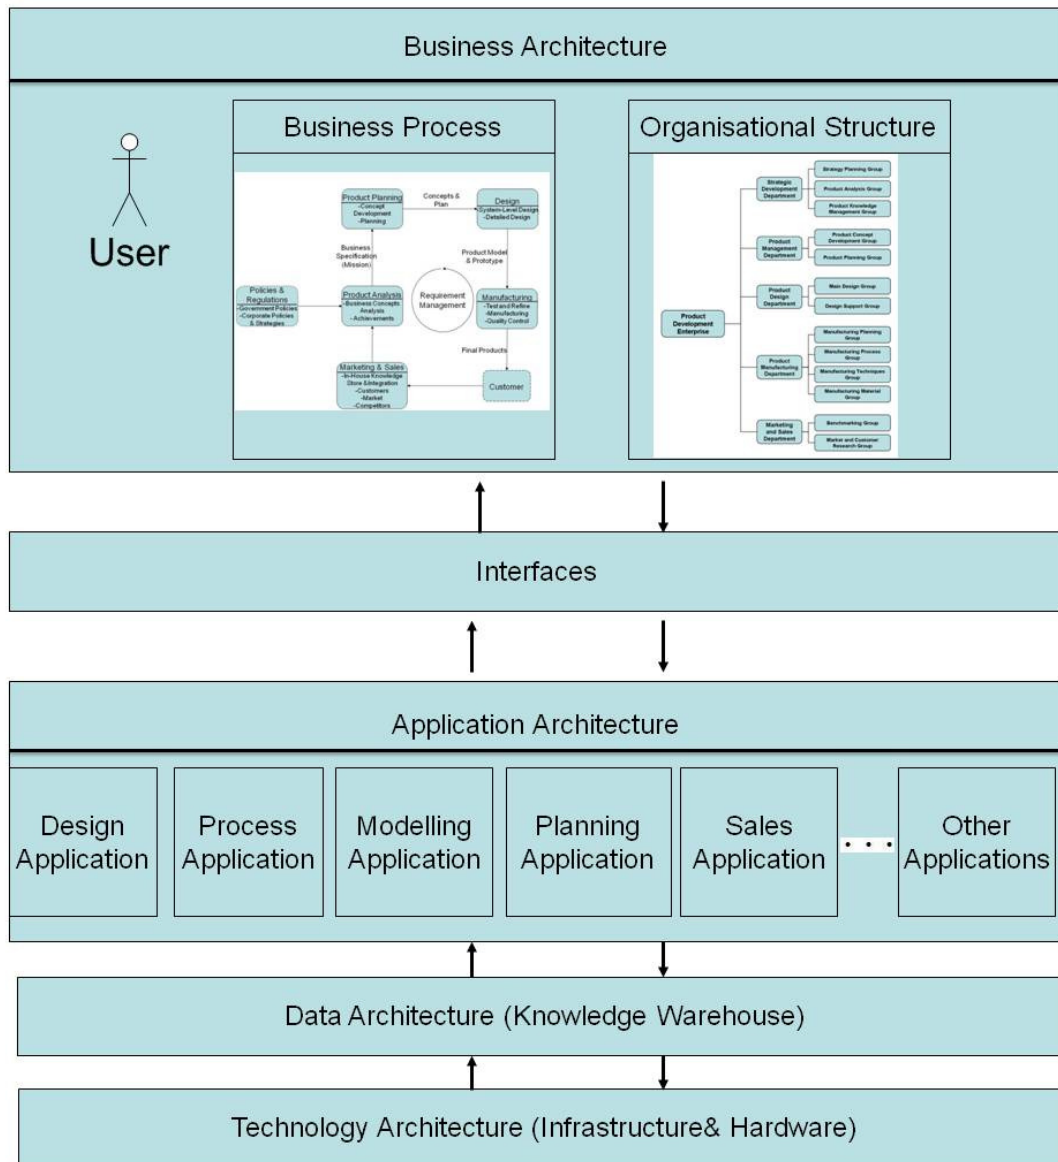 Business Architecture
User
Business Process
Product Planning
-Concept
Development
-Planning
Concepts &
Plan
Design
-System-Level Design
-Detailed Design
Business
Specification
(Mission)
Product Model
& Prototype
Policies &
Regulations
-Government Policies
-Corporate Policies
& Strategies
Product Analysis
-Business Concepts
Analysis
-Achievements
Requirement
Management
Manufacturing
-Test and Refine
-Manufacturing
-Quality Control
Final Products
Marketing & Sales
-In-House Knowledge
Store &Integration
-Customers
-Market
-Competitors
Customer
Organisational Structure
Product
Development
Enterprise
Strategic
Development
Department
Strategy Planning Group
Product Analysis Group
Product Knowledge
Management Group
Product
Management
Department
Product Concept
Development Group
Product Planning Group
Product
Design
Department
Main Design Group
Design Support Group
Product
Manufacturing
Department
Manufacturing Planning
Group
Manufacturing Process
Group
Manufacturing Techniques
Group
Manufacturing Material
Group
Marketing
and Sales
Department
Benchmarking Group
Market and Customer
Research Group
Interfaces
Application Architecture
Design
Application
Process
Application
Modelling
Application
Planning
Application
Sales
Application
. . .
Other
Applications
Data Architecture (Knowledge Warehouse)
Technology Architecture (Infrastructure& Hardware)